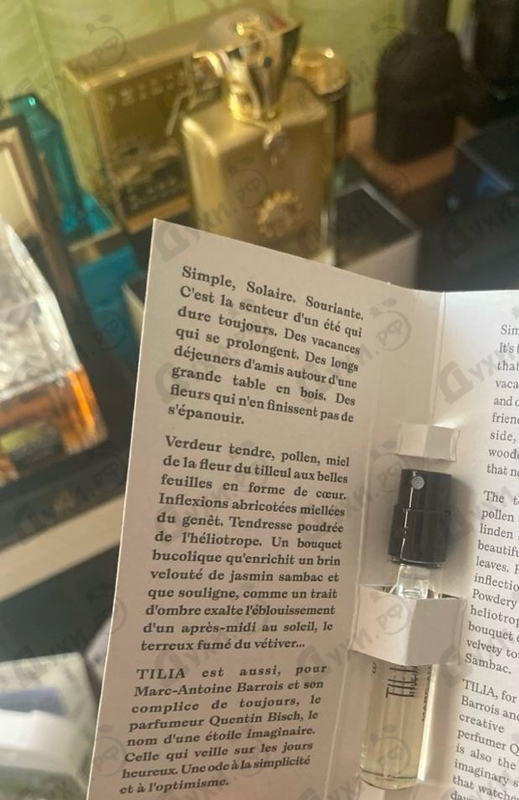 Simple, Solaire, Souriante.
C'est la senteur d'un été qui
dure toujours. Des vacances
qui se prolongent. Des longs
déjeuners d'amis autour d'une
grande table en bois. Des
fleurs qui n'en finissent pas de
s'épanouir.
Verdeur tendre, pollen, miel
de la fleur du tilleul aux belles
feuilles en forme de cœur.
Inflexions abricotées miellées
du genêt. Tendresse poudrée
de l'héliotrope. Un bouquet
bucolique qu'enrichit un brin
velouté de jasmin sambac et
que souligne, comme un trait
d'ombre exalte l'éblouissement
d'un après-midi au soleil, le
terreux fumé du vétiver...
TILIA est aussi, pour
Marc-Antoine Barrois et son
complice de toujours, le
parfumeur Quentin Bisch, le
nom d'une étoile imaginaire.
Celle qui veille sur les jours
heureux. Une ode à la simplicité
et à l'optimisme.
It's
that
vaca
and
side,
The
pollen
linden
beautif
leaves.
inflectio
Powdery
heliotrop
bouquet
velvety
Sambac.
TILIA, for
Barrois and
creative
perfumer Q
is also the
imaginary s
that watche
ДУХИ.РФ